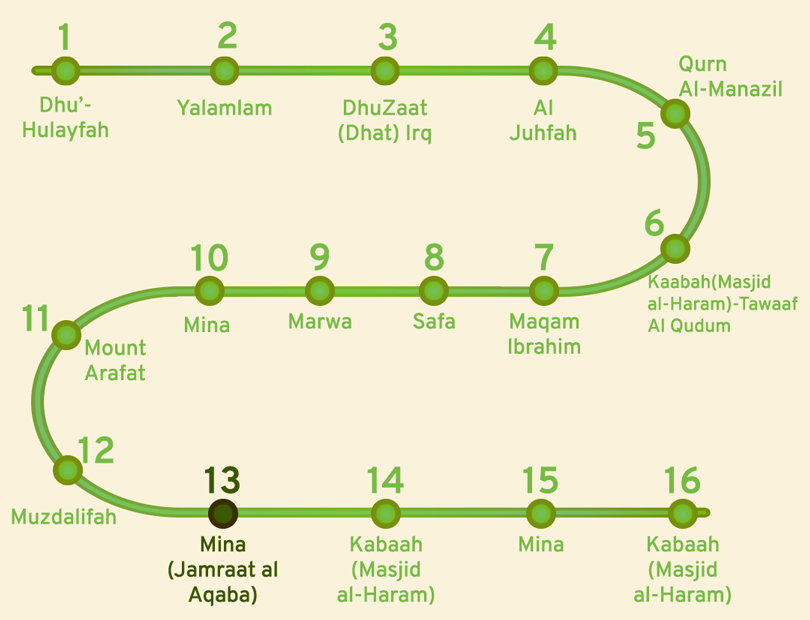 1
Dhu'-
Hulayfah
2
Yalamlam
3
DhuZaat
(Dhat) Irq
4
Al
Juhfah
Qurn
Al-Manazil
5
6
Kaabah(Masjid
al-Haram)-Tawaaf
Al Qudum
7
Maqam
Ibrahim
8
Safa
9
Marwa
10
Mina
11
Mount
Arafat
12
Muzdalifah
13
Mina
(Jamraat al
Aqaba)
14
Kabaah
(Masjid
al-Haram)
15
Mina
16
Kabaah
(Masjid
al-Haram)